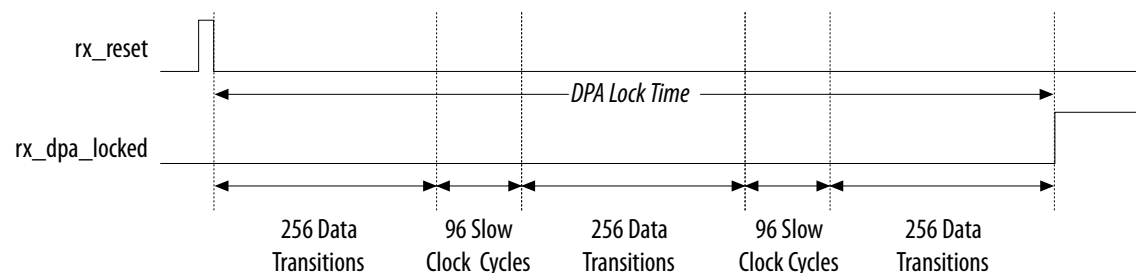 rx_reset
DPA Lock Time
rx_dpa_locked
256 Data
Transitions
96 Slow
Clock Cycles
256 Data
Transitions
96 Slow
Clock Cycles
256 Data
Transitions